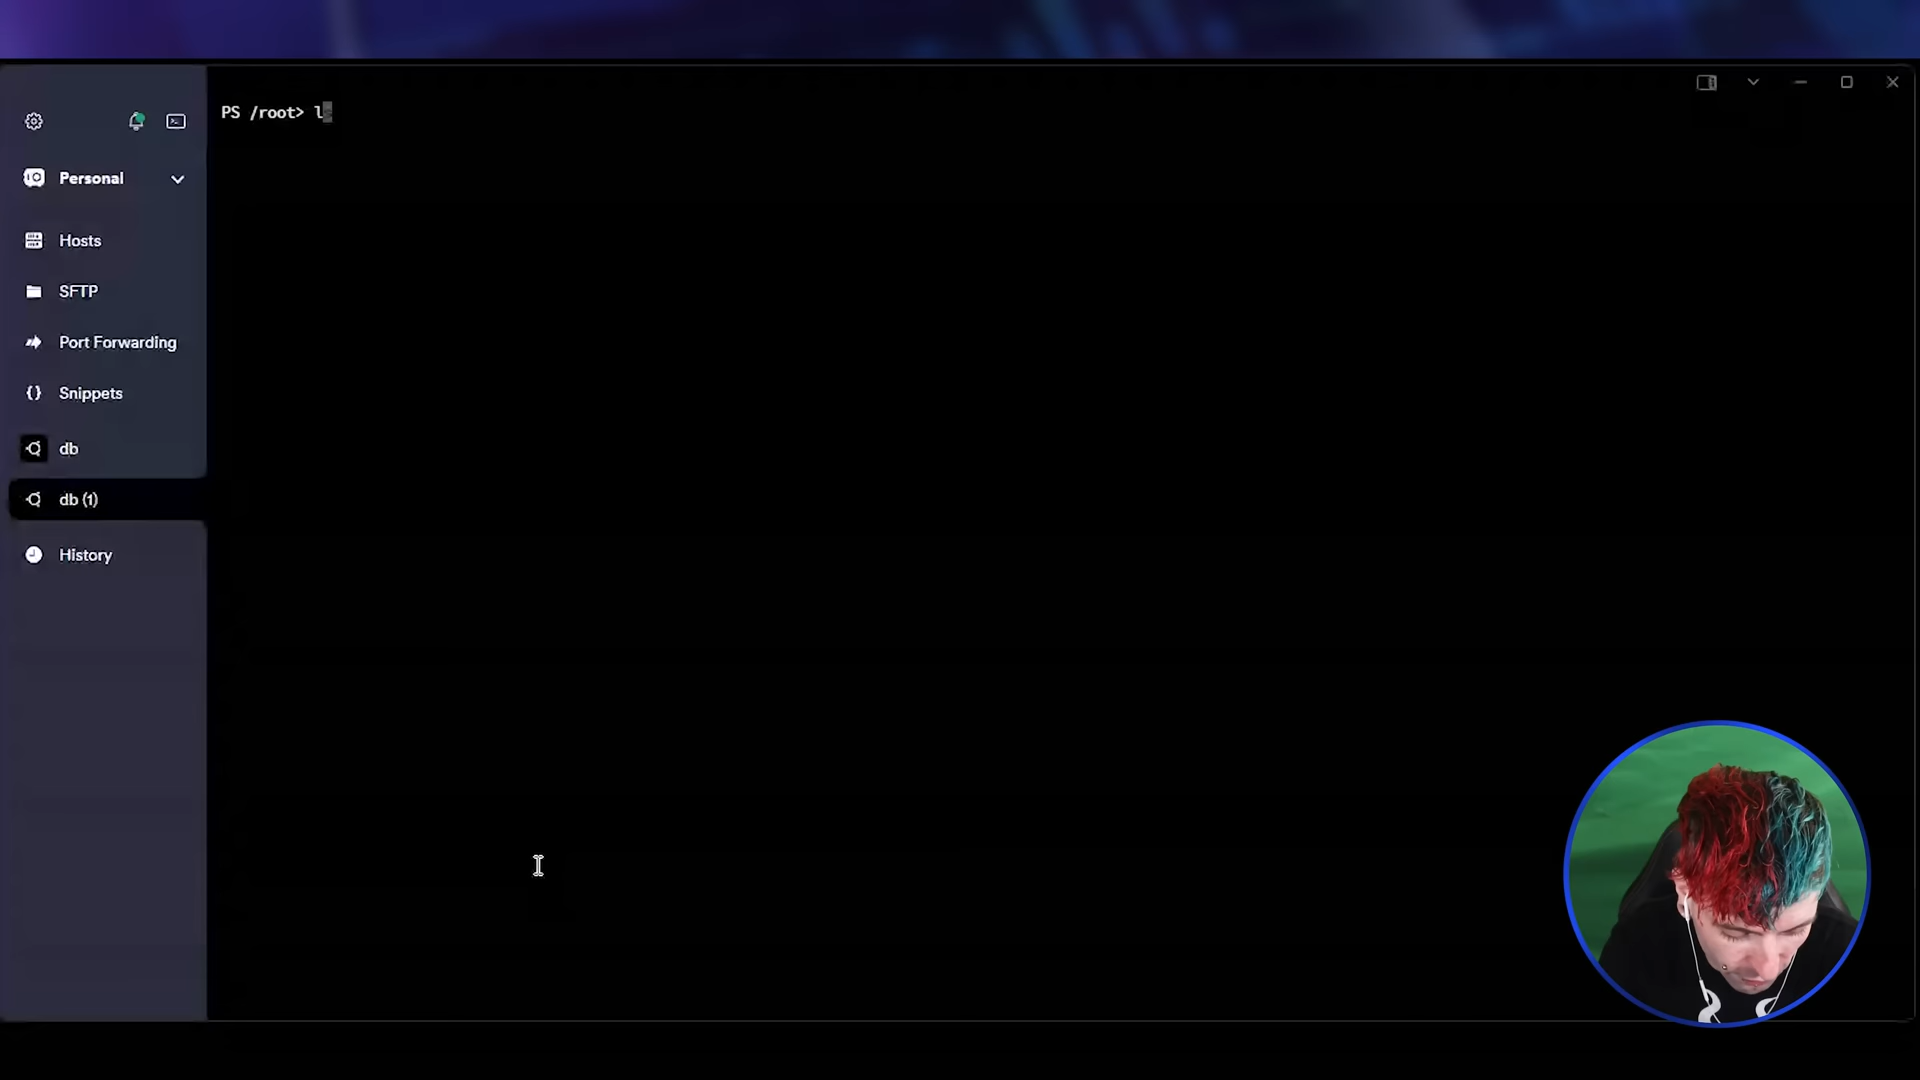 PS /root> l
Personal
Hosts
SFTP
Port Forwarding
Snippets
db
db (1)
History